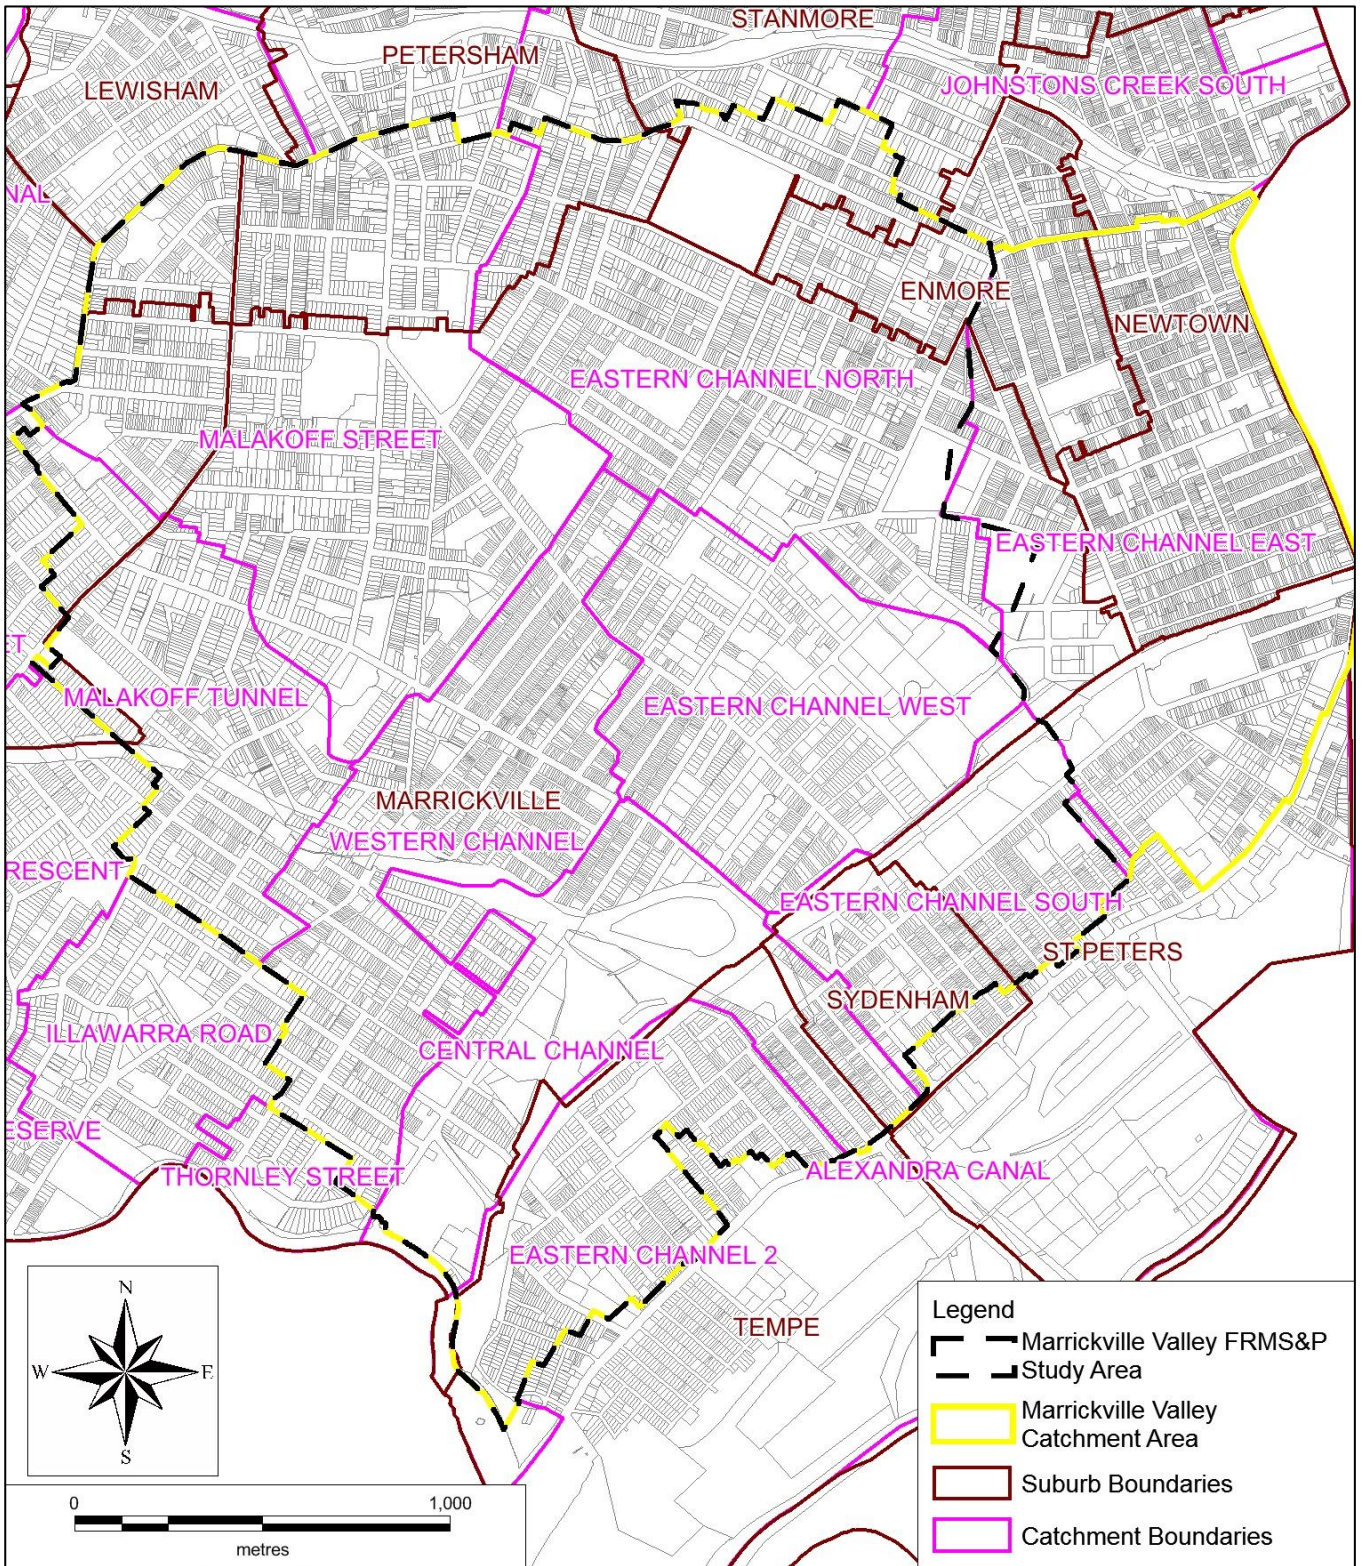 STANMORE
PETERSHAM
LEWISHAM
JOHNSTONS CREEK SOUTH
NAL
ENMORE
NEWTOWN
EASTERN CHANNEL NORTH
MALAKOFF STREET
EASTERN CHANNEL EAST
ET
MALAKOFF TUNNEL
EASTERN CHANNEL WEST
MARRICKVILLE
WESTERN CHANNEL
RESCENT
EASTERN CHANNEL SOUTH
ST PETERS
SYDENHAM
ILLAWARRA ROAD
CENTRAL CHANNEL
ESERVE
THORNLEY STREET
ALEXANDRA CANAL
EASTERN CHANNEL 2
TEMPE
N
W
E
S
0
1,000
metres
Legend
Marrickville Valley FRMS&P
Study Area
Marrickville Valley
Catchment Area
Suburb Boundaries
Catchment Boundaries